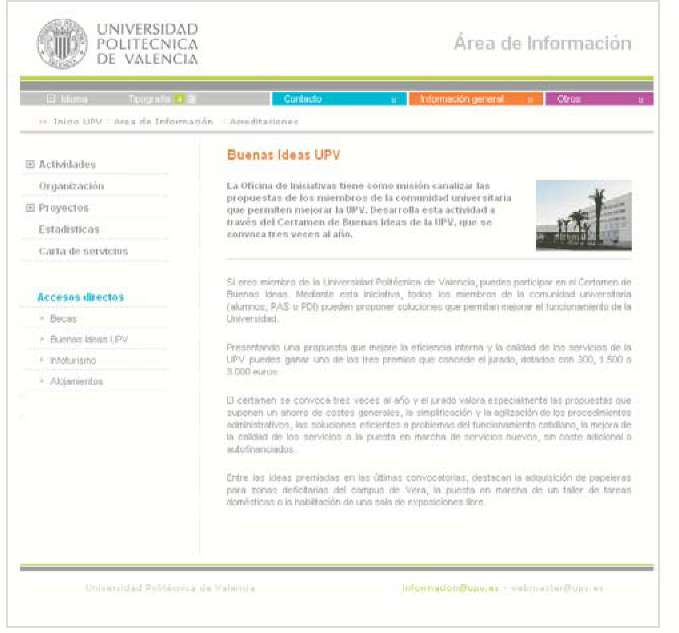 UNIVERSIDAD
POLITECNICA
DE VALENCIA
Área de Información
Idioma Tipografía
Contacto
Información general
Otros
Inicio UPV :: Área de Información :: Acreditaciones
Actividades
Organización
Proyectos
Estadísticas
Carta de servicios
Accesos directos
Becas
Buenas Ideas UPV
Infoturismo
Alojamientos
Buenas Ideas UPV
La Oficina de Iniciativas tiene como misión canalizar las
propuestas de los miembros de la comunidad universitaria
que permiten mejorar la UPV. Desarrolla esta actividad a
través del Certamen de Buenas Ideas de la UPV, que se
convoca tres veces al año.
Si eres miembro de la Universidad Politécnica de Valencia, puedes participar en el Certamen de
Buenas Ideas. Mediante esta iniciativa, todos los miembros de la comunidad universitaria
(alumnos, PAS o PDI) pueden proponer soluciones que permitan mejorar el funcionamiento de la
Universidad.
Presentando una propuesta que mejore la eficiencia interna y la calidad de los servicios de la
UPV puedes ganar uno de los tres premios que concede el jurado, dotados con 300, 1.500 o
3.000 euros.
El certamen se convoca tres veces al año y el jurado valora especialmente las propuestas que
suponen un ahorro de costes generales, la simplificación y la agilización de los procedimientos
administrativos, las soluciones eficientes a problemas del funcionamiento cotidiano, la mejora de
la calidad de los servicios o la puesta en marcha de servicios nuevos, sin coste adicional o
autofinanciados.
Entre las ideas premiadas en las últimas convocatorias, destacan la adquisición de papeleras
para zonas deficitarias del campus de Vera, la puesta en marcha de un taller de tareas
domésticas o la habilitación de una sala de exposiciones libre.
Universidad Politécnica de Valencia
informacion@upv.es - webmaster@upv.es